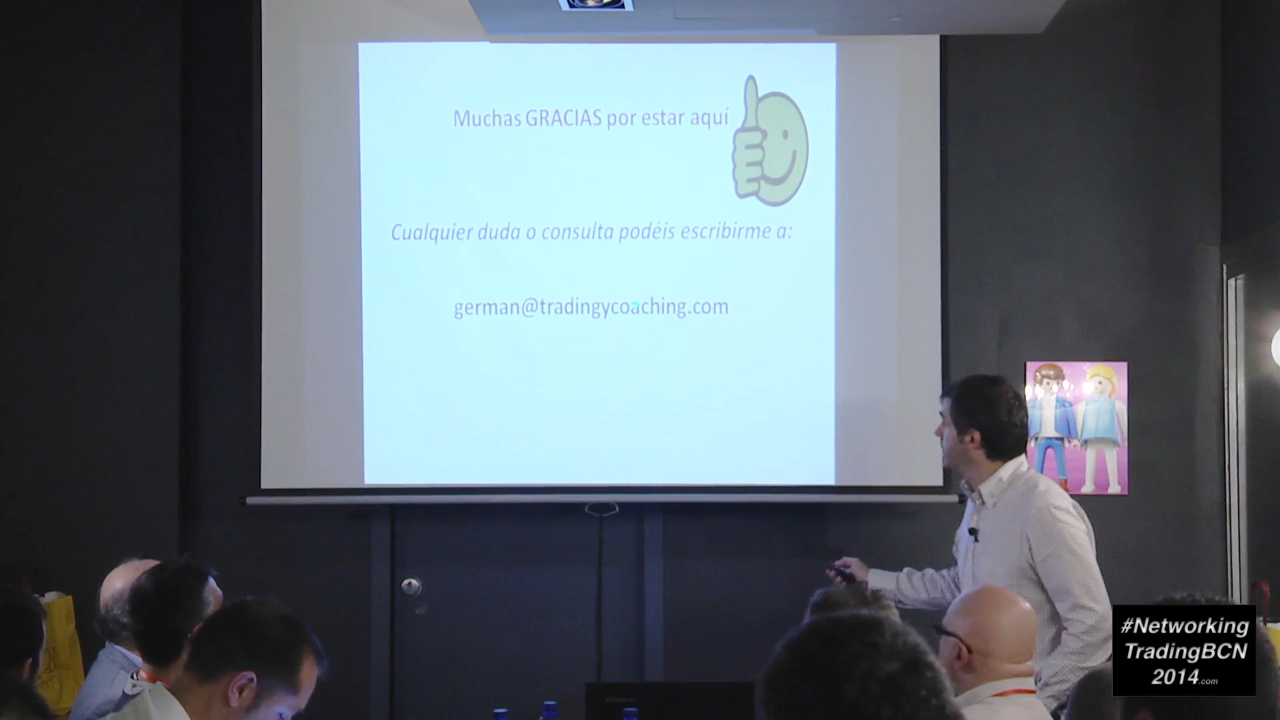 Muchas GRACIAS por estar aquí
Cualquier duda o consulta podéis escribirme a:
german@tradingycoaching.com
#Networking
TradingBCN
2014.com